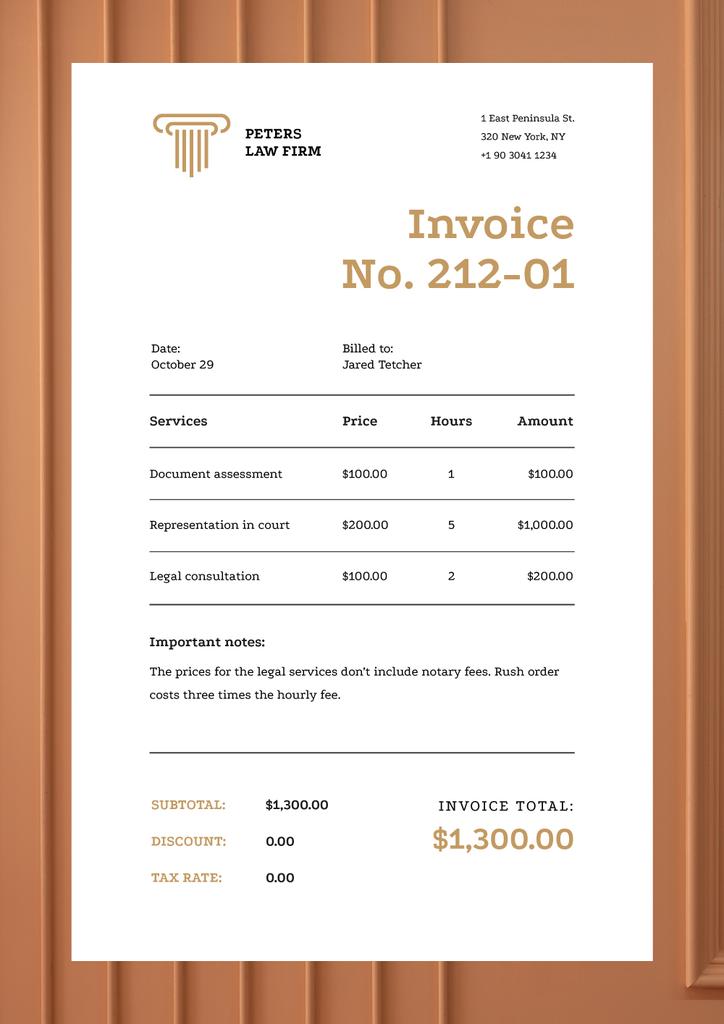 PETERS
LAW FIRM
1 East Peninsula St.
320 New York, NY
+1 90 3041 1234
Invoice
No. 212-01
Date:
October 29
Billed to:
Jared Tetcher
Services Price Hours Amount
Document assessment $100.00 1 $100.00
Representation in court $200.00 5 $1,000.00
Legal consultation $100.00 2 $200.00
Important notes:
The prices for the legal services don't include notary fees. Rush order
costs three times the hourly fee.
SUBTOTAL: $1,300.00
DISCOUNT: 0.00
TAX RATE: 0.00
INVOICE TOTAL:
$1,300.00